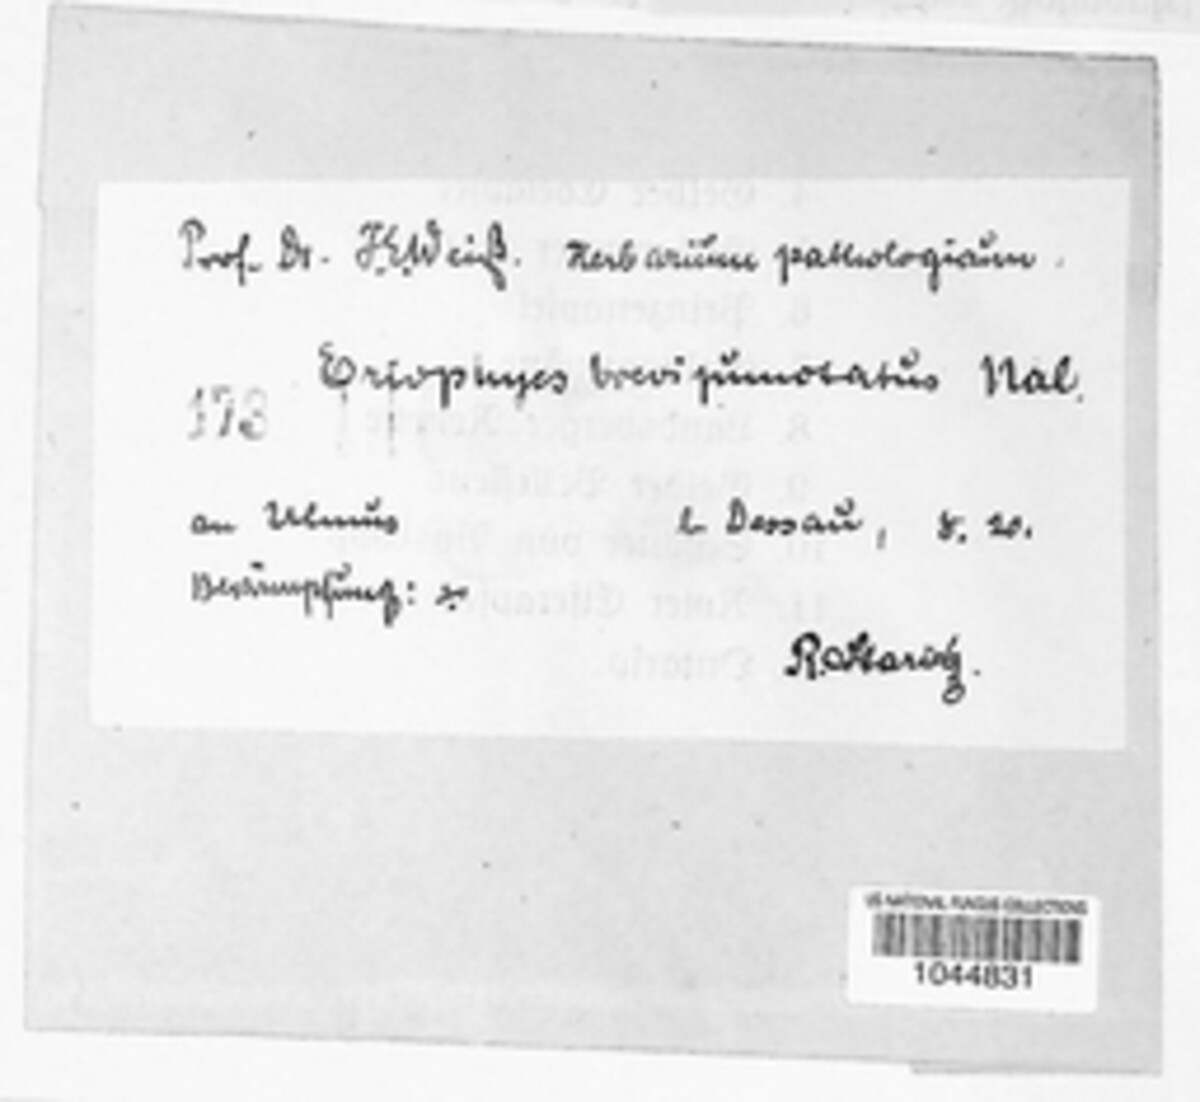 Prof. Dr. H.W. Weiß. Herbarium pathologicum.
Eriophyes brevipunctatus Nal.
173
an Ulmus b Dessau, 8. 20.
Bekämpfung:
R. Staritz.
US NATIONAL FUNGUS COLLECTIONS
1044831